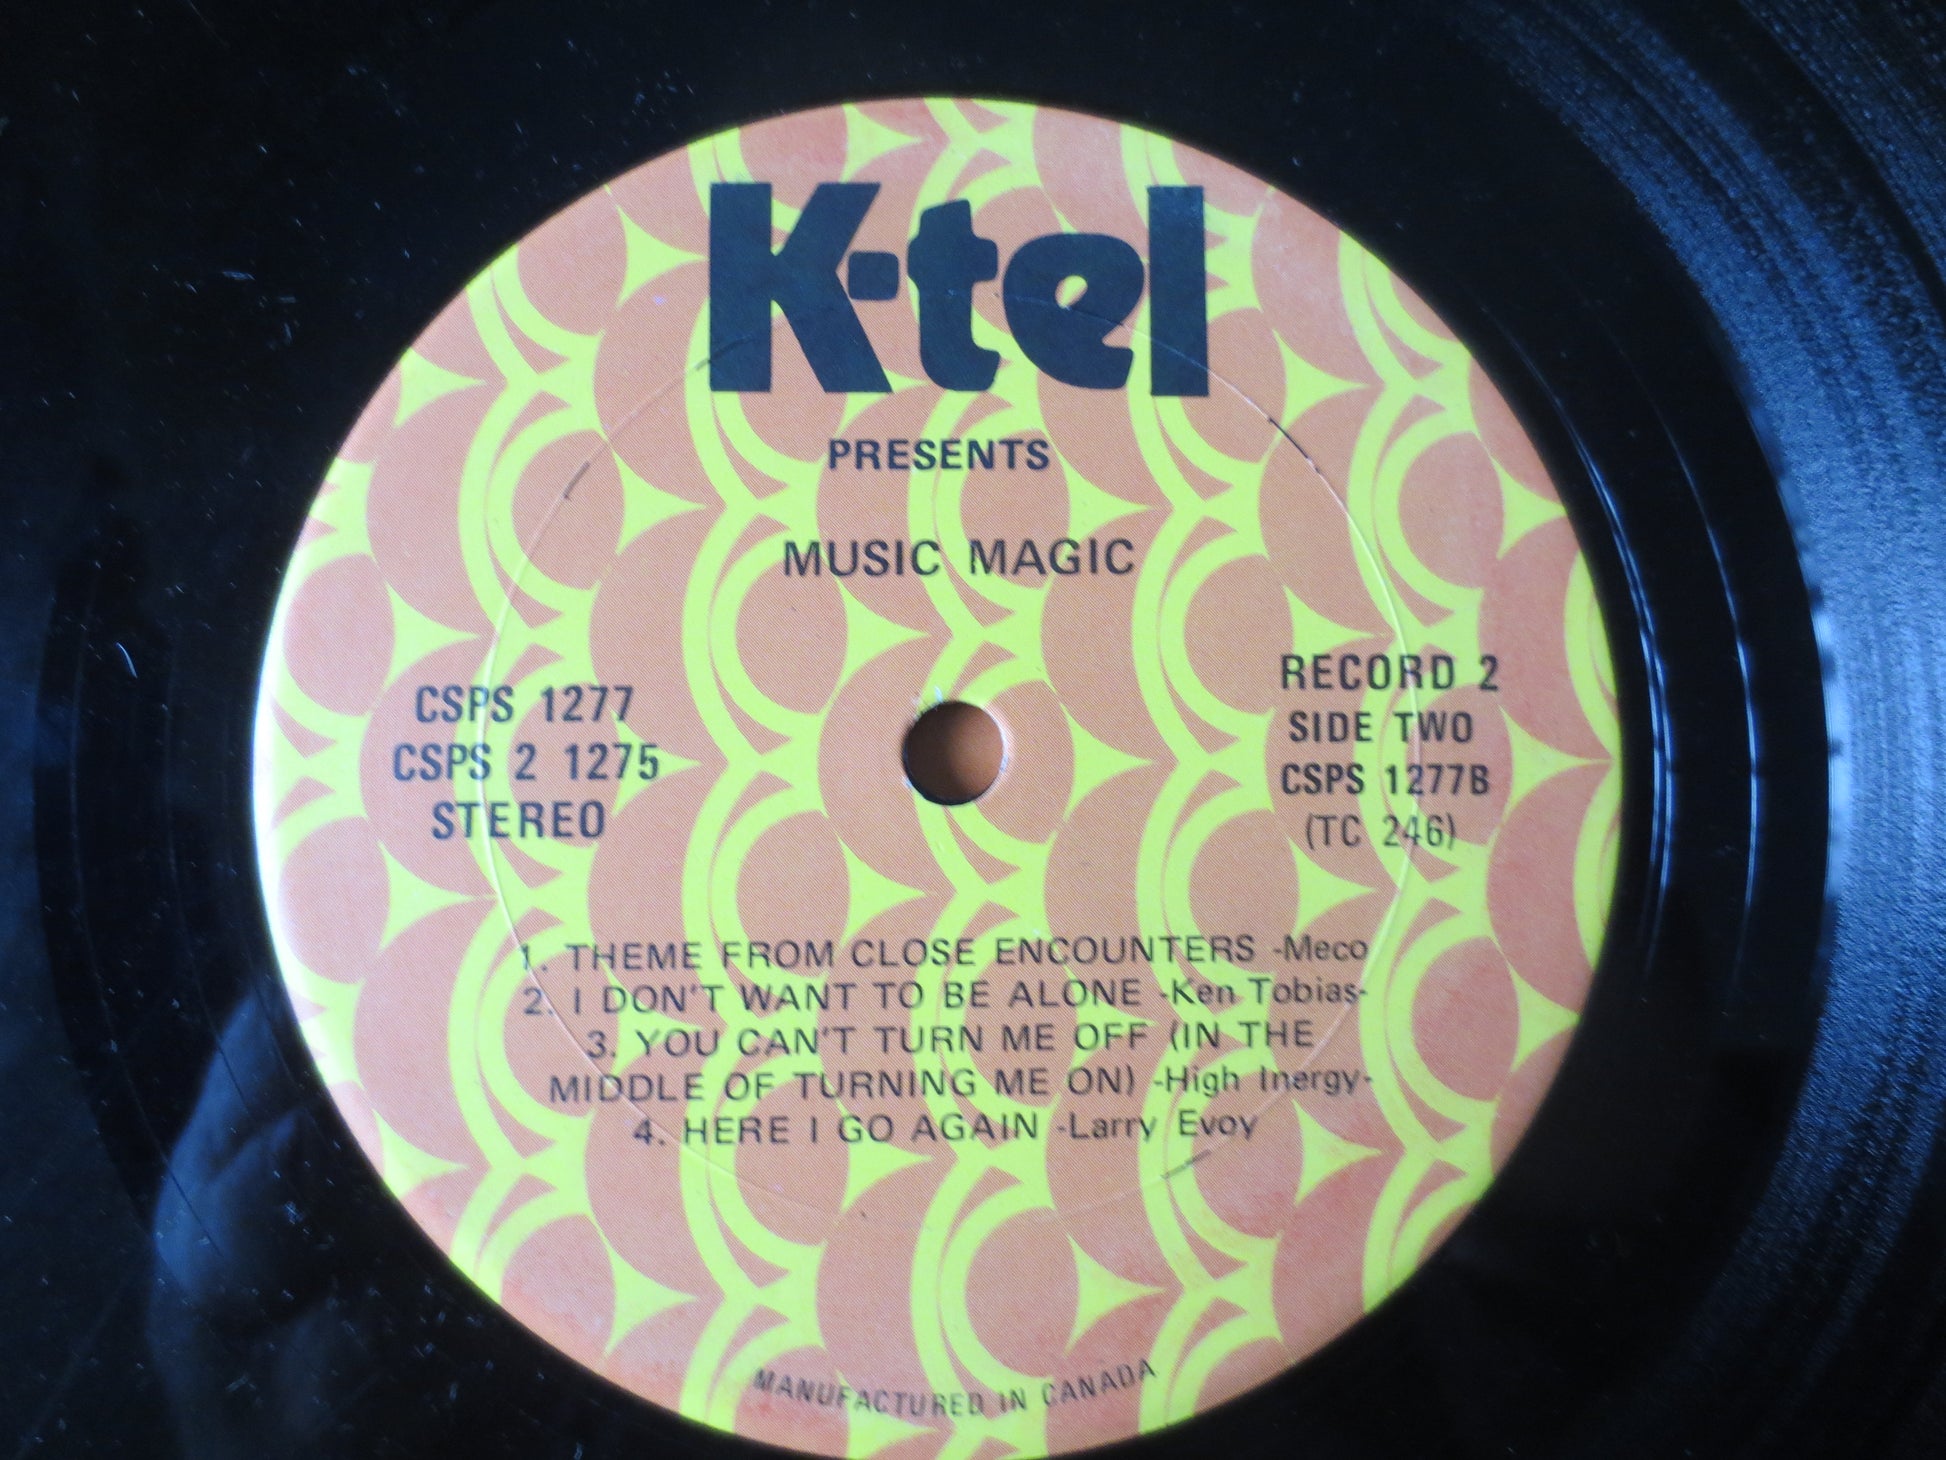 K-tel
PRESENTS
MUSIC MAGIC
CSPS 1277
CSPS 2 1275
STEREO
RECORD 2
SIDE TWO
CSPS 1277B
(TC 246)
1. THEME FROM CLOSE ENCOUNTERS -Meco
2. I DON'T WANT TO BE ALONE -Ken Tobias-
3. YOU CAN'T TURN ME OFF (IN THE
MIDDLE OF TURNING ME ON) -High Inergy-
4. HERE I GO AGAIN -Larry Evoy
MANUFACTURED IN CANADA